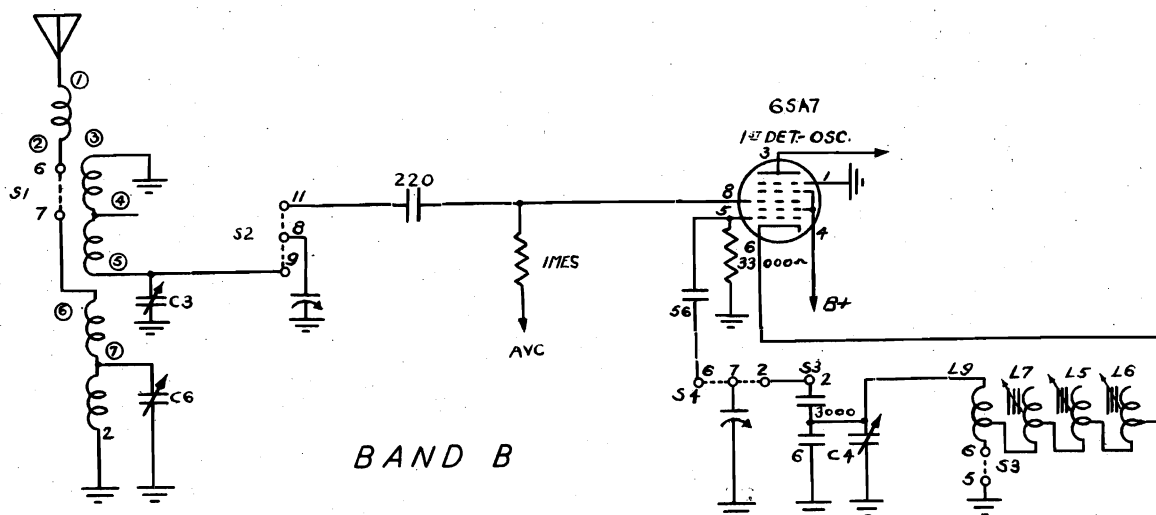 ①
②
③
6
S1
7
④
⑤
C3
⑥
⑦
C6
2
11
S2
8
9
220
1MEG
AVC
6SA7
1ST DET.-OSC.
3
1
8
5
4
6
33000~
B+
56
6
7
2
S4
S3
2
3000
6
C4
L9
L7
L5
L6
6
S3
5
BAND B